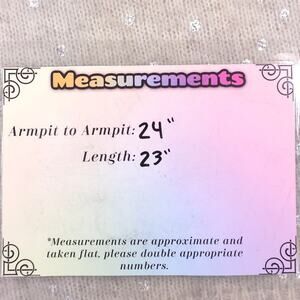 Measurements
Armpit to Armpit: 24"
Length: 23"
*Measurements are approximate and
taken flat, please double appropriate
numbers.